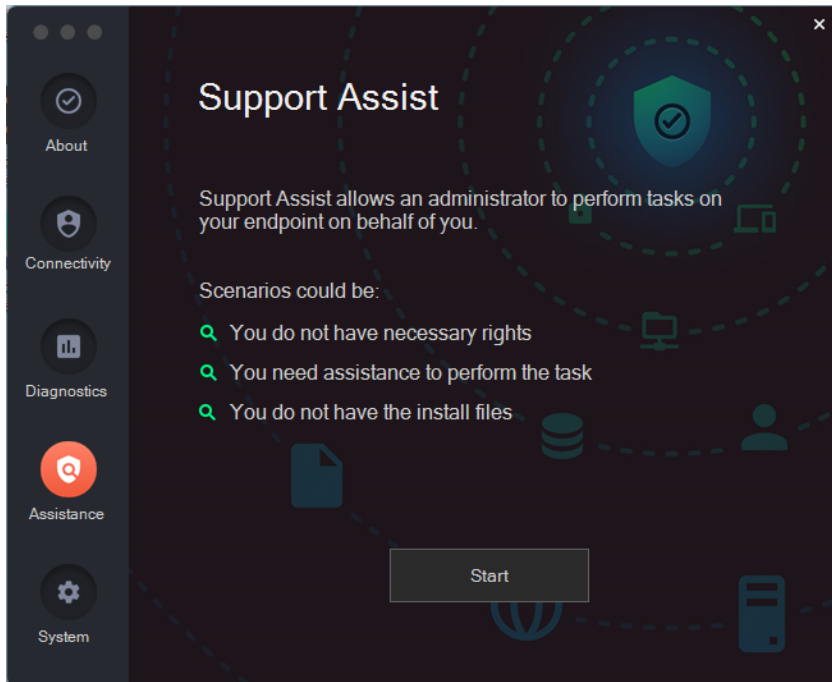 About
Connectivity
Diagnostics
Assistance
System
Support Assist
Support Assist allows an administrator to perform tasks on
your endpoint on behalf of you.
Scenarios could be:
You do not have necessary rights
You need assistance to perform the task
You do not have the install files
Start